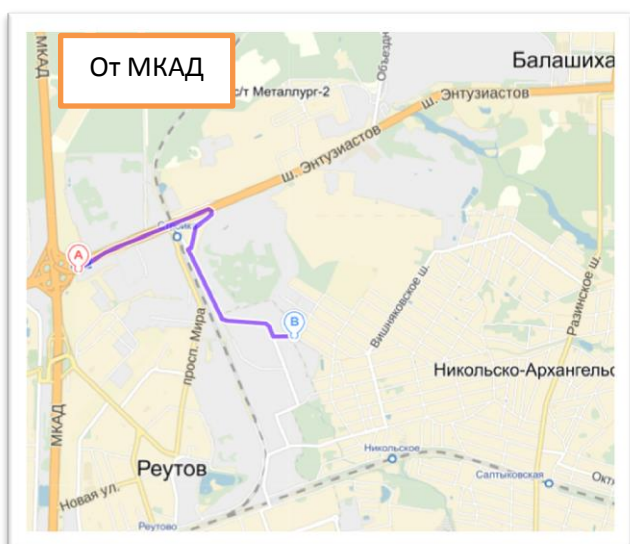 От МКАД
МКАД
Балашиха
с/т Металлург-2
ш. Энтузиастов
ш. Энтузиастов
А
В
просп. Мира
Вишняковское ш.
Разинское ш.
Никольско-Архангельс
МКАД
Никольское
Реутов
Салтыковская
Новая ул.
Реутово